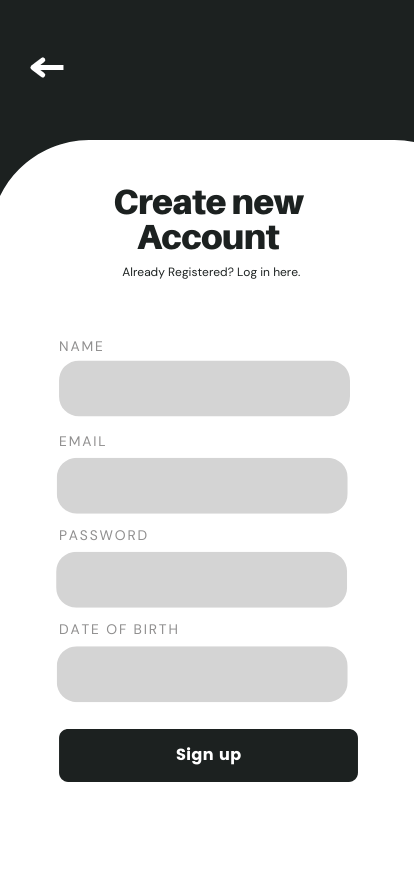 Create new
Account
Already Registered? Log in here.
NAME
EMAIL
PASSWORD
DATE OF BIRTH
Sign up